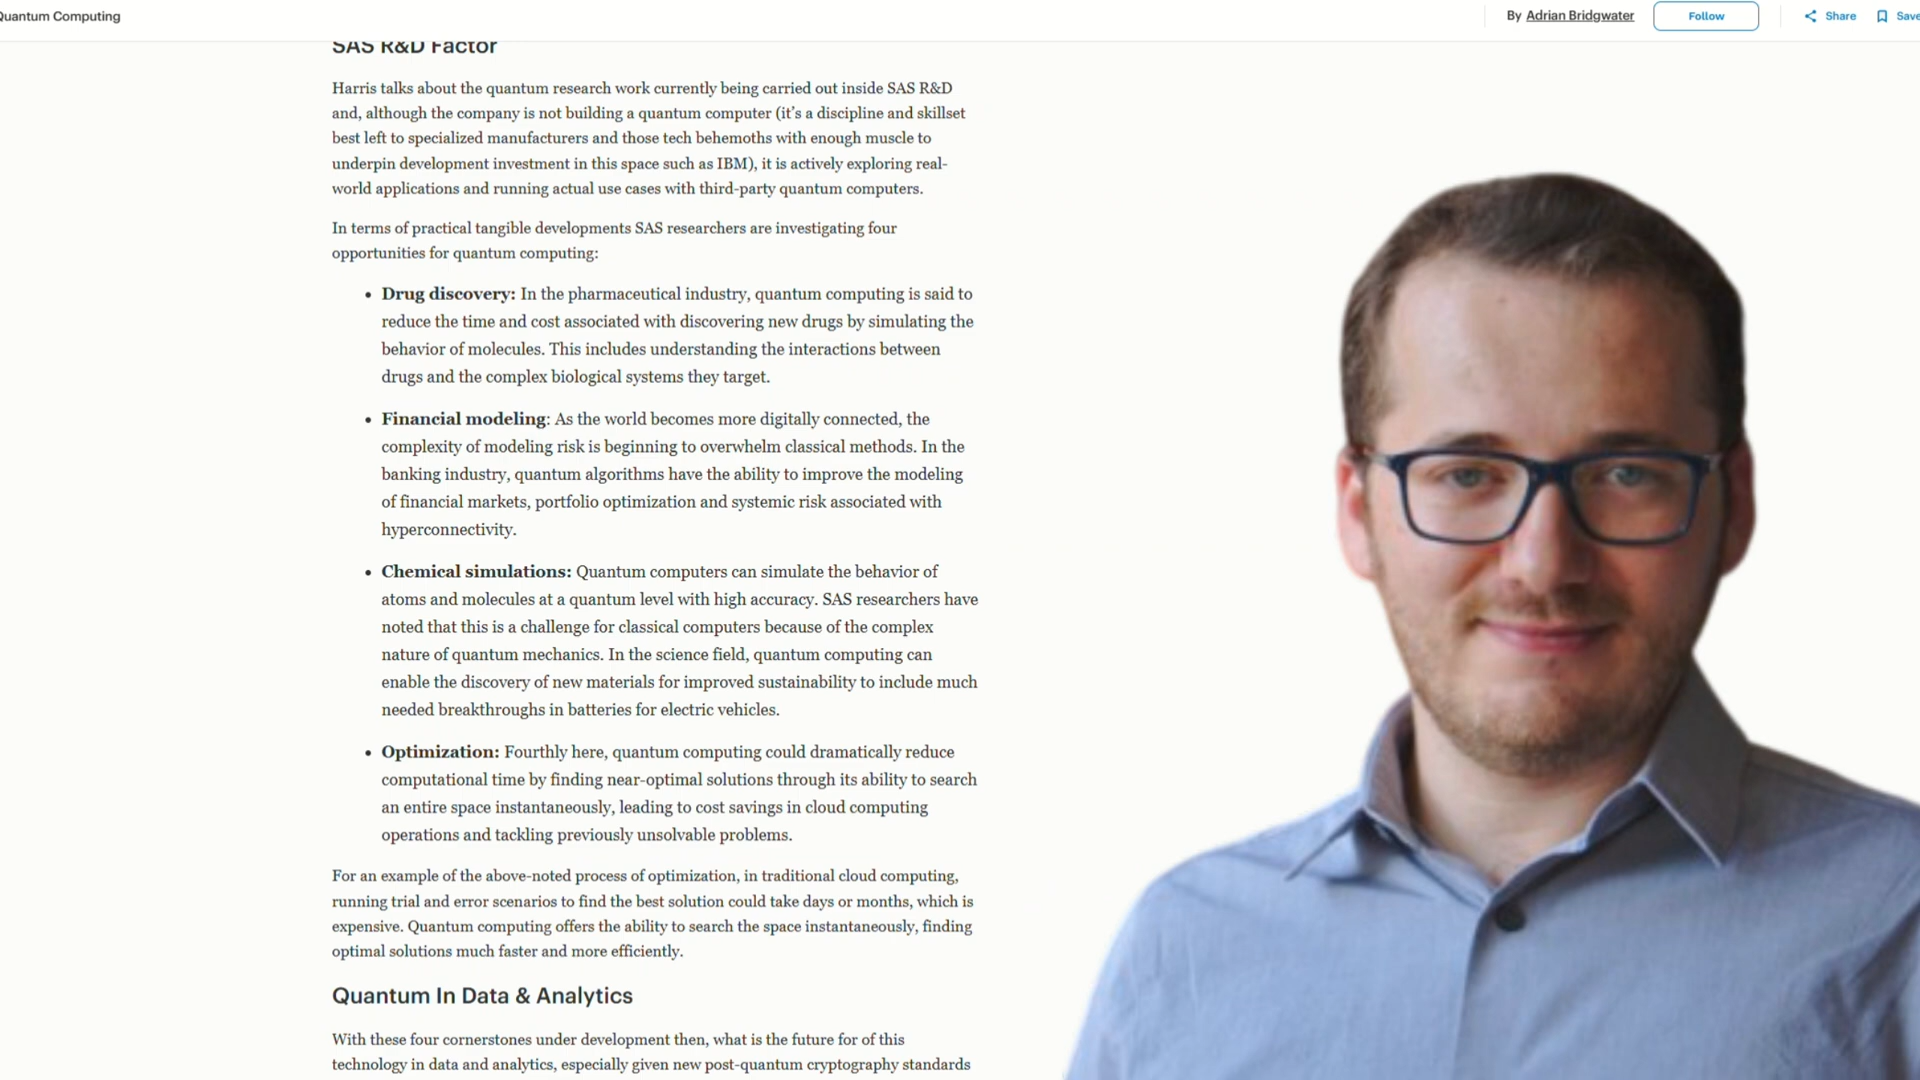 Quantum Computing
By Adrian Bridgwater
Follow
Share
Save
SAS R&D Factor
Harris talks about the quantum research work currently being carried out inside SAS R&D
and, although the company is not building a quantum computer (it's a discipline and skillset
best left to specialized manufacturers and those tech behemoths with enough muscle to
underpin development investment in this space such as IBM), it is actively exploring real-
world applications and running actual use cases with third-party quantum computers.
In terms of practical tangible developments SAS researchers are investigating four
opportunities for quantum computing:
• Drug discovery: In the pharmaceutical industry, quantum computing is said to
reduce the time and cost associated with discovering new drugs by simulating the
behavior of molecules. This includes understanding the interactions between
drugs and the complex biological systems they target.
• Financial modeling: As the world becomes more digitally connected, the
complexity of modeling risk is beginning to overwhelm classical methods. In the
banking industry, quantum algorithms have the ability to improve the modeling
of financial markets, portfolio optimization and systemic risk associated with
hyperconnectivity.
• Chemical simulations: Quantum computers can simulate the behavior of
atoms and molecules at a quantum level with high accuracy. SAS researchers have
noted that this is a challenge for classical computers because of the complex
nature of quantum mechanics. In the science field, quantum computing can
enable the discovery of new materials for improved sustainability to include much
needed breakthroughs in batteries for electric vehicles.
• Optimization: Fourthly here, quantum computing could dramatically reduce
computational time by finding near-optimal solutions through its ability to search
an entire space instantaneously, leading to cost savings in cloud computing
operations and tackling previously unsolvable problems.
For an example of the above-noted process of optimization, in traditional cloud computing,
running trial and error scenarios to find the best solution could take days or months, which is
expensive. Quantum computing offers the ability to search the space instantaneously, finding
optimal solutions much faster and more efficiently.
Quantum In Data & Analytics
With these four cornerstones under development then, what is the future for of this
technology in data and analytics, especially given new post-quantum cryptography standards